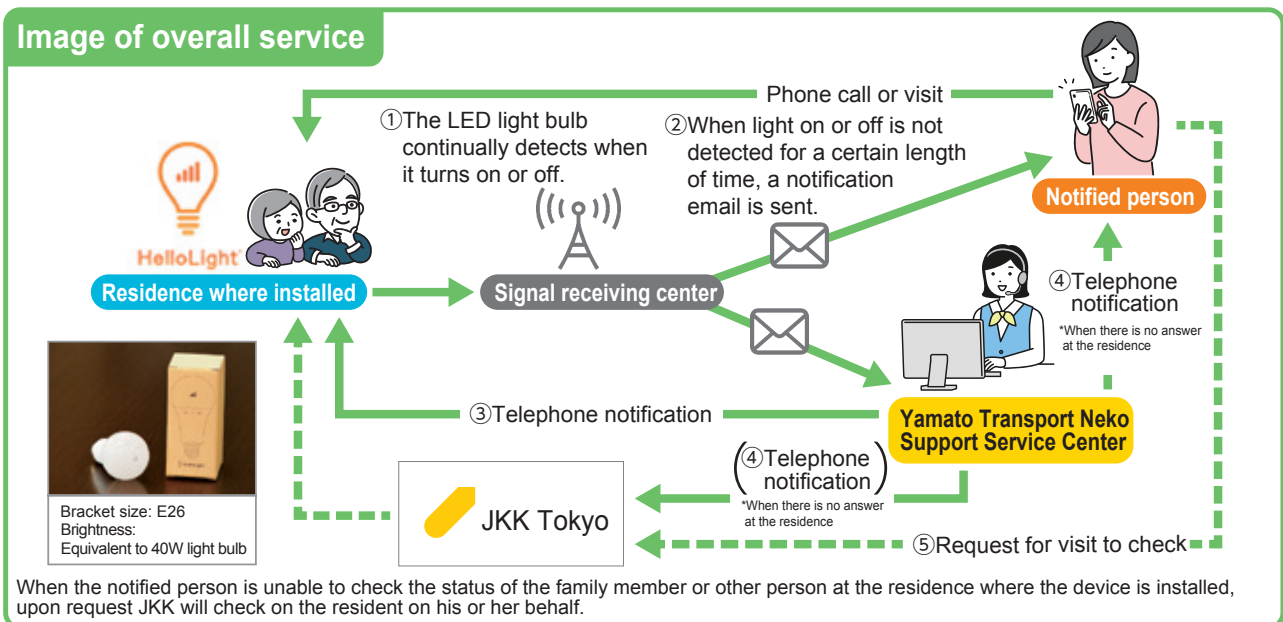 Image of overall service
Phone call or visit
①The LED light bulb
continually detects when
it turns on or off.
②When light on or off is not
detected for a certain length
of time, a notification
email is sent.
Notified person
HelloLight
Residence where installed
Signal receiving center
④Telephone
notification
*When there is no answer
at the residence
③Telephone notification
Yamato Transport Neko
Support Service Center
(④Telephone
notification)
*When there is no answer
at the residence
JKK Tokyo
⑤Request for visit to check
Bracket size: E26
Brightness:
Equivalent to 40W light bulb
When the notified person is unable to check the status of the family member or other person at the residence where the device is installed,
upon request JKK will check on the resident on his or her behalf.